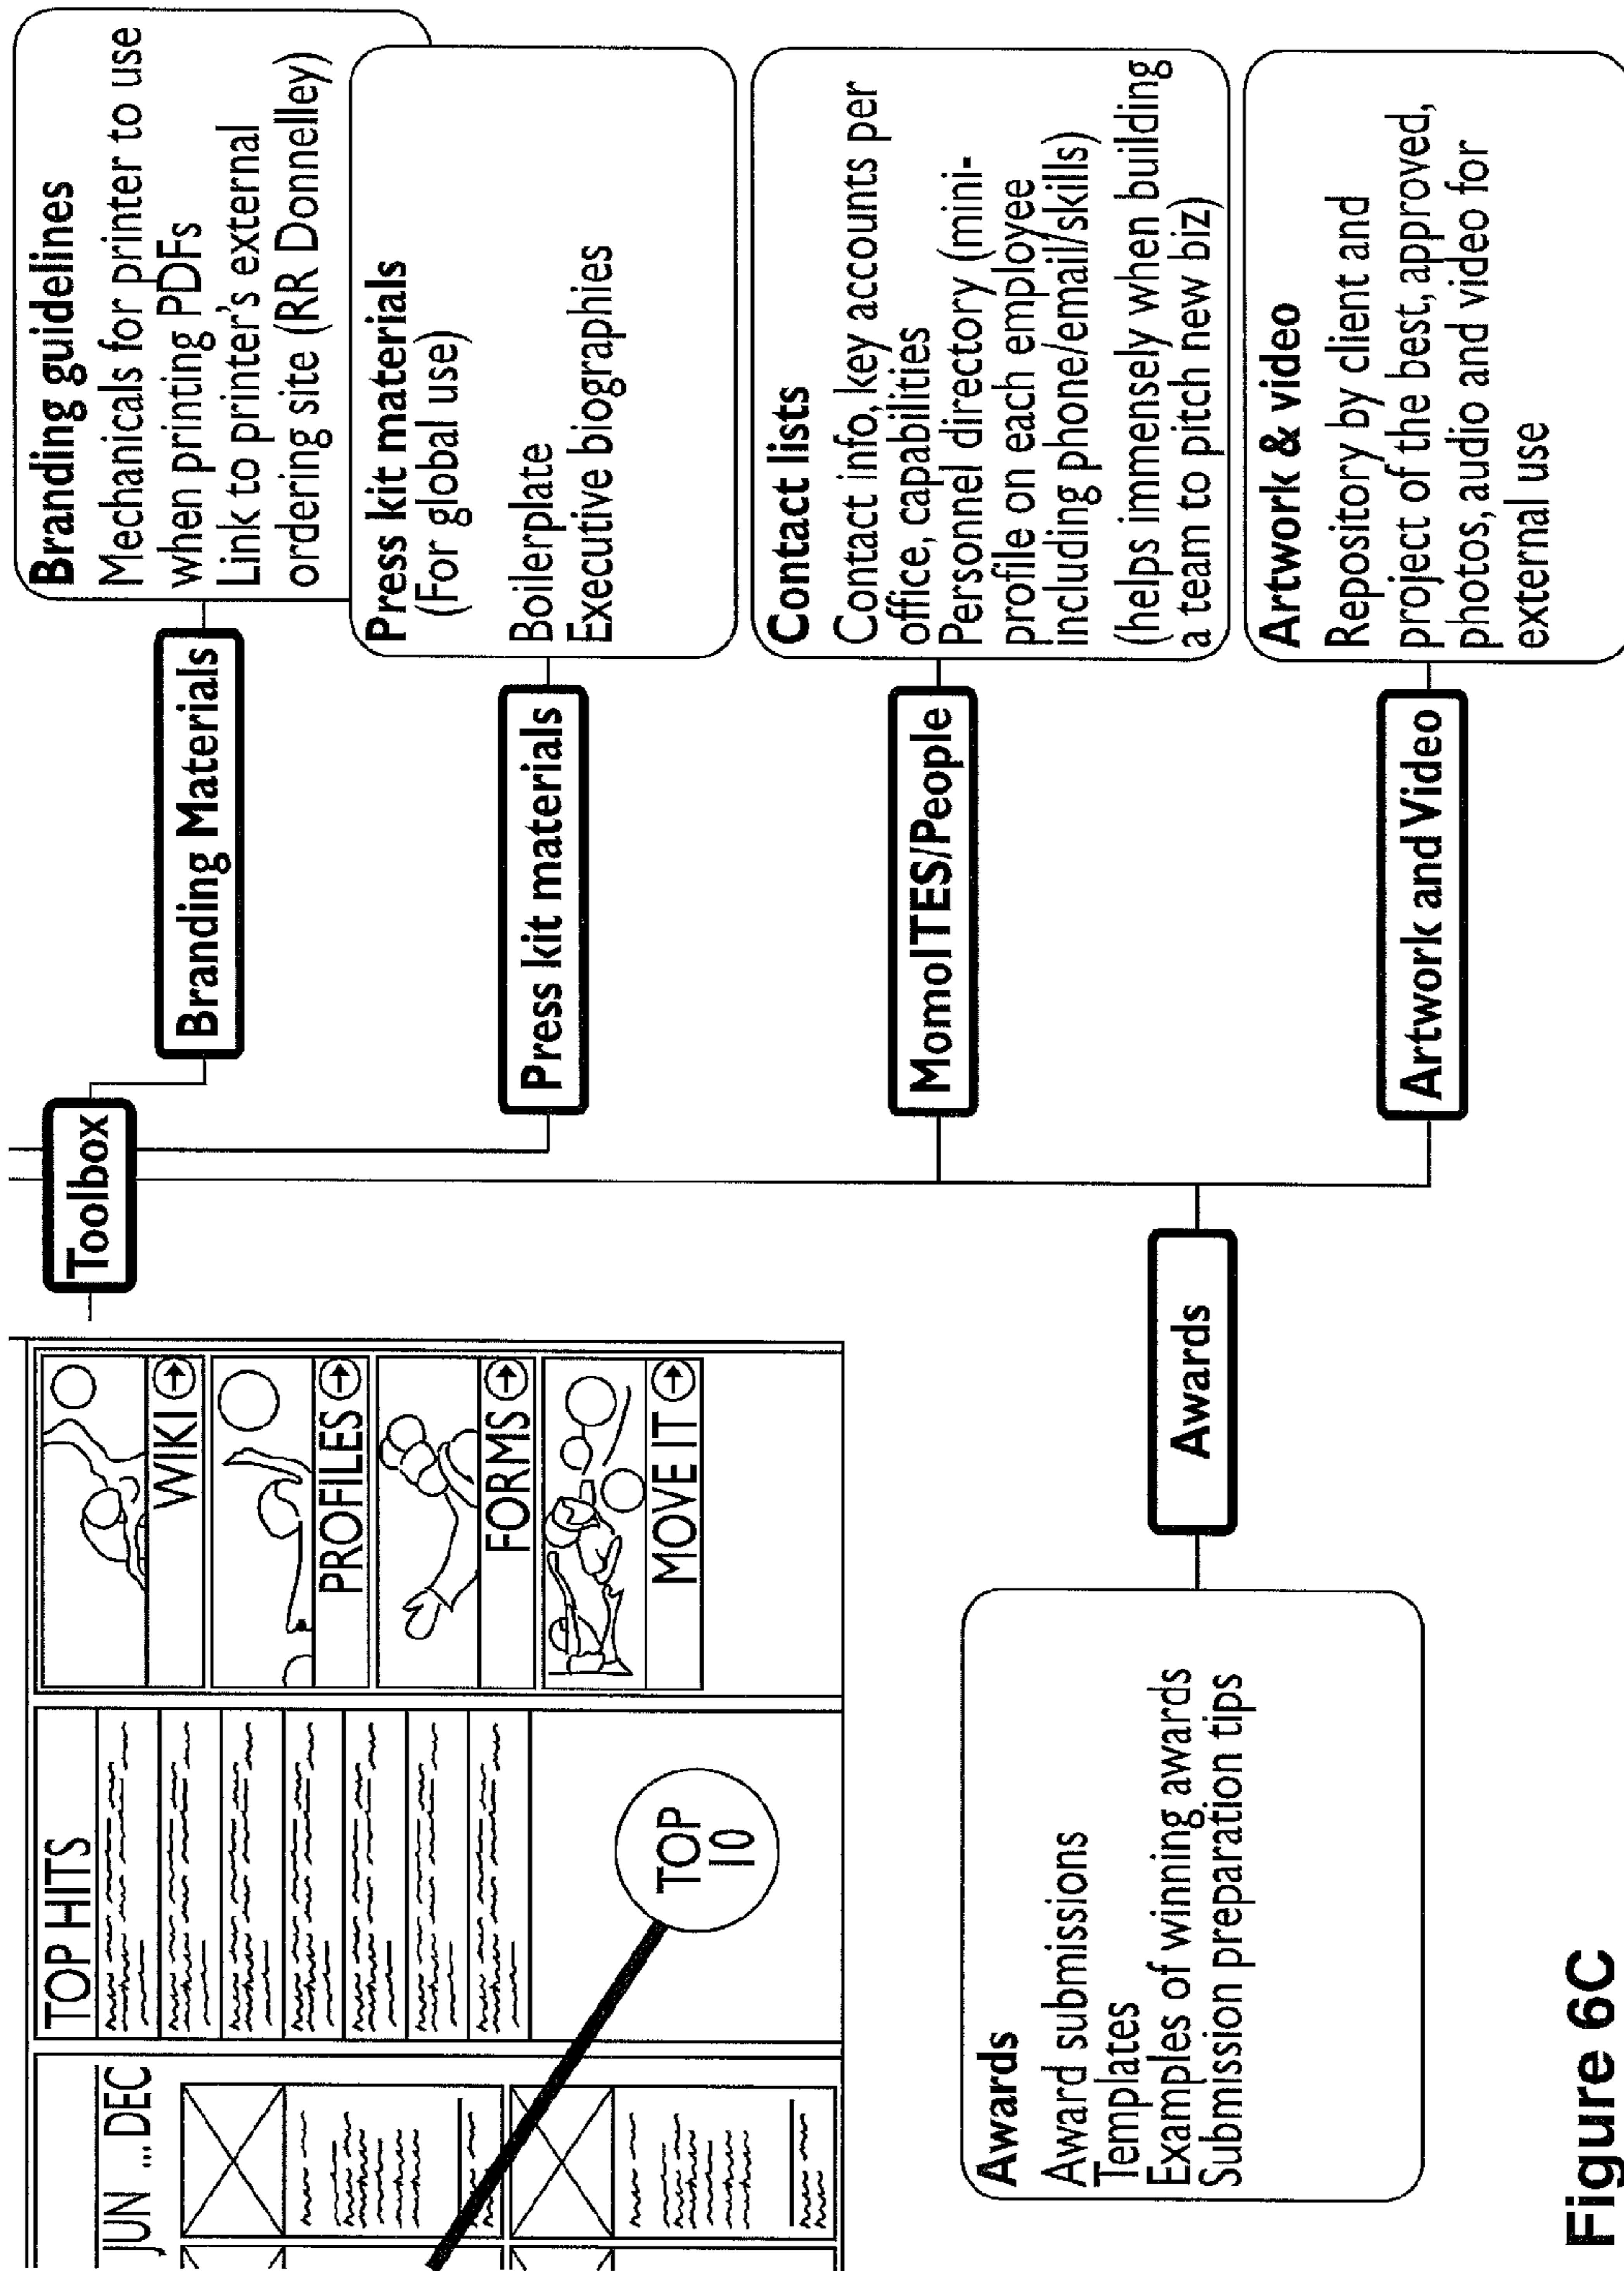 JUN ... DEC
TOP HITS
TOP
10
WIKI
PROFILES
FORMS
MOVE IT
Toolbox
Branding Materials
Branding guidelines
Mechanicals for printer to use
when printing PDFs
Link to printer's external
ordering site (RR Donnelley)
Press kit materials
Press kit materials
(For global use)
Boilerplate
Executive biographies
MomoITES/People
Contact lists
Contact info, key accounts per
office, capabilities
Personnel directory (mini-
profile on each employee
including phone/email/skills)
(helps immensely when building
a team to pitch new biz)
Artwork and Video
Artwork & video
Repository by client and
project of the best, approved,
photos, audio and video for
external use
Awards
Awards
Award submissions
Templates
Examples of winning awards
Submission preparation tips
Figure 6C